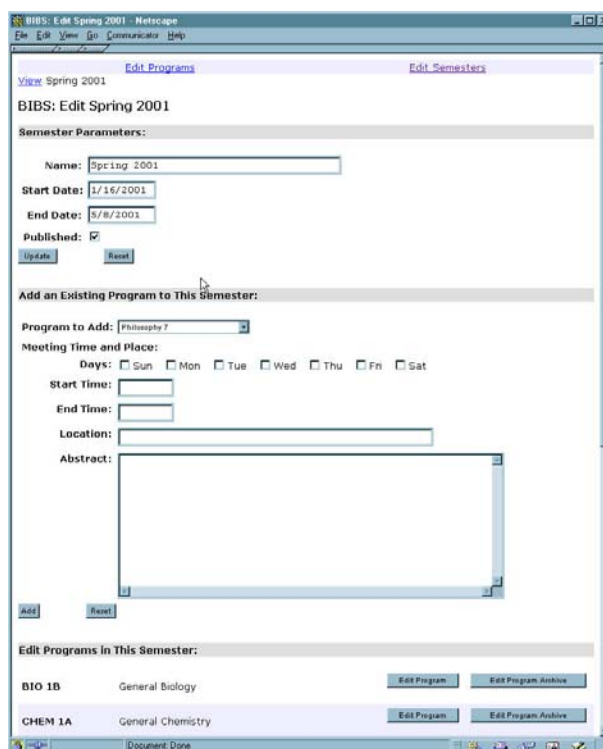 BIBS: Edit Spring 2001 - Netscape
File Edit View Go Communicator Help
Edit Programs Edit Semesters
View Spring 2001
BIBS: Edit Spring 2001
Semester Parameters:
Name: Spring 2001
Start Date: 1/16/2001
End Date: 5/8/2001
Published:
Update Reset
Add an Existing Program to This Semester:
Program to Add: Philosophy 7
Meeting Time and Place:
Days: Sun Mon Tue Wed Thu Fri Sat
Start Time:
End Time:
Location:
Abstract:
Add Reset
Edit Programs in This Semester:
BIO 1B General Biology Edit Program Edit Program Archive
CHEM 1A General Chemistry Edit Program Edit Program Archive
Document: Done